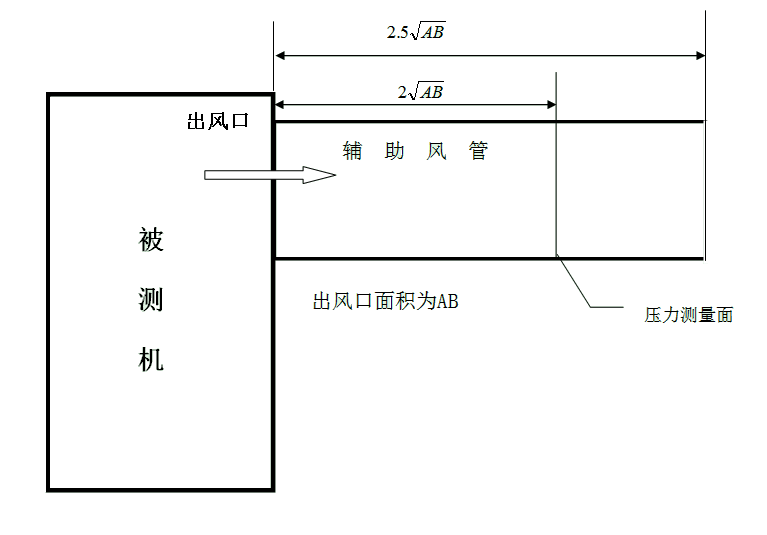 2.5√AB
2√AB
出风口
辅 助 风 管
被
测
机
出风口面积为AB
压力测量面